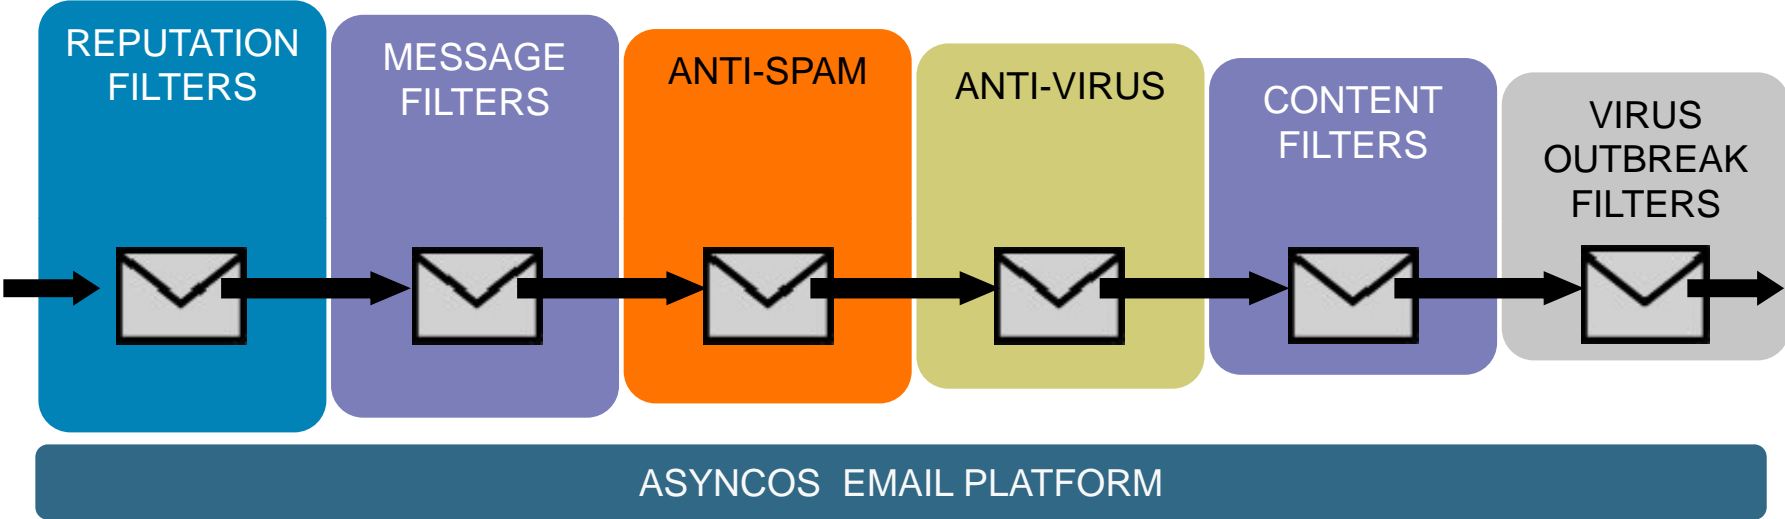 REPUTATION
FILTERS
MESSAGE
FILTERS
ANTI-SPAM
ANTI-VIRUS
CONTENT
FILTERS
VIRUS
OUTBREAK
FILTERS
ASYNCOS EMAIL PLATFORM